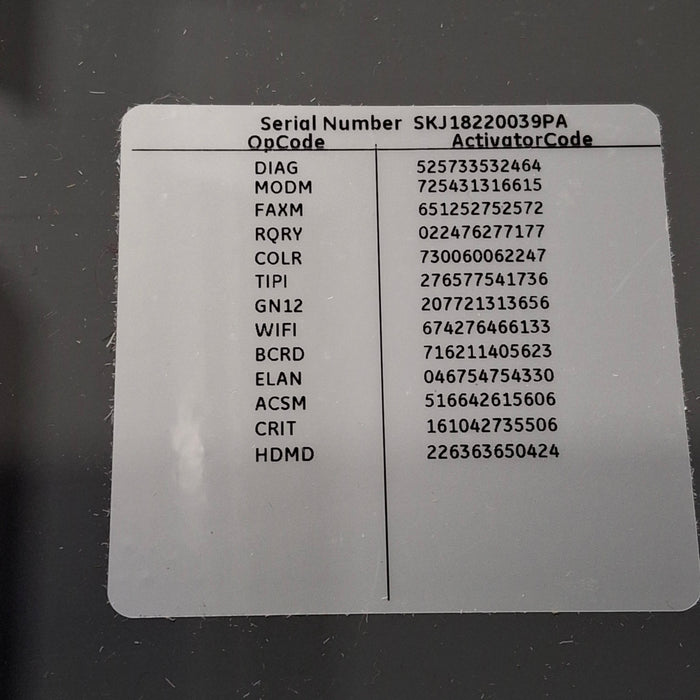 Serial Number SKJ18220039PA
OpCode ActivatorCode
DIAG 525733532464
MODM 725431316615
FAXM 651252752572
RQRY 022476277177
COLR 730060062247
TIPI 276577541736
GN12 207721313656
WIFI 674276466133
BCRD 716211405623
ELAN 046754754330
ACSM 516642615606
CRIT 161042735506
HDMD 226363650424